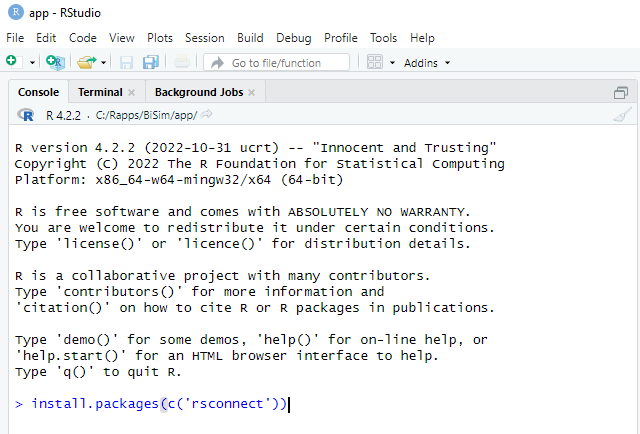 app - RStudio
File Edit Code View Plots Session Build Debug Profile Tools Help
Go to file/function Addins
Console Terminal Background Jobs
R R 4.2.2 · C:/Rapps/BiSim/app/
R version 4.2.2 (2022-10-31 ucrt) -- "Innocent and Trusting"
Copyright (C) 2022 The R Foundation for Statistical Computing
Platform: x86_64-w64-mingw32/x64 (64-bit)
R is free software and comes with ABSOLUTELY NO WARRANTY.
You are welcome to redistribute it under certain conditions.
Type 'license()' or 'licence()' for distribution details.
R is a collaborative project with many contributors.
Type 'contributors()' for more information and
'citation()' on how to cite R or R packages in publications.
Type 'demo()' for some demos, 'help()' for on-line help, or
'help.start()' for an HTML browser interface to help.
Type 'q()' to quit R.
> install.packages(c('rsconnect'))